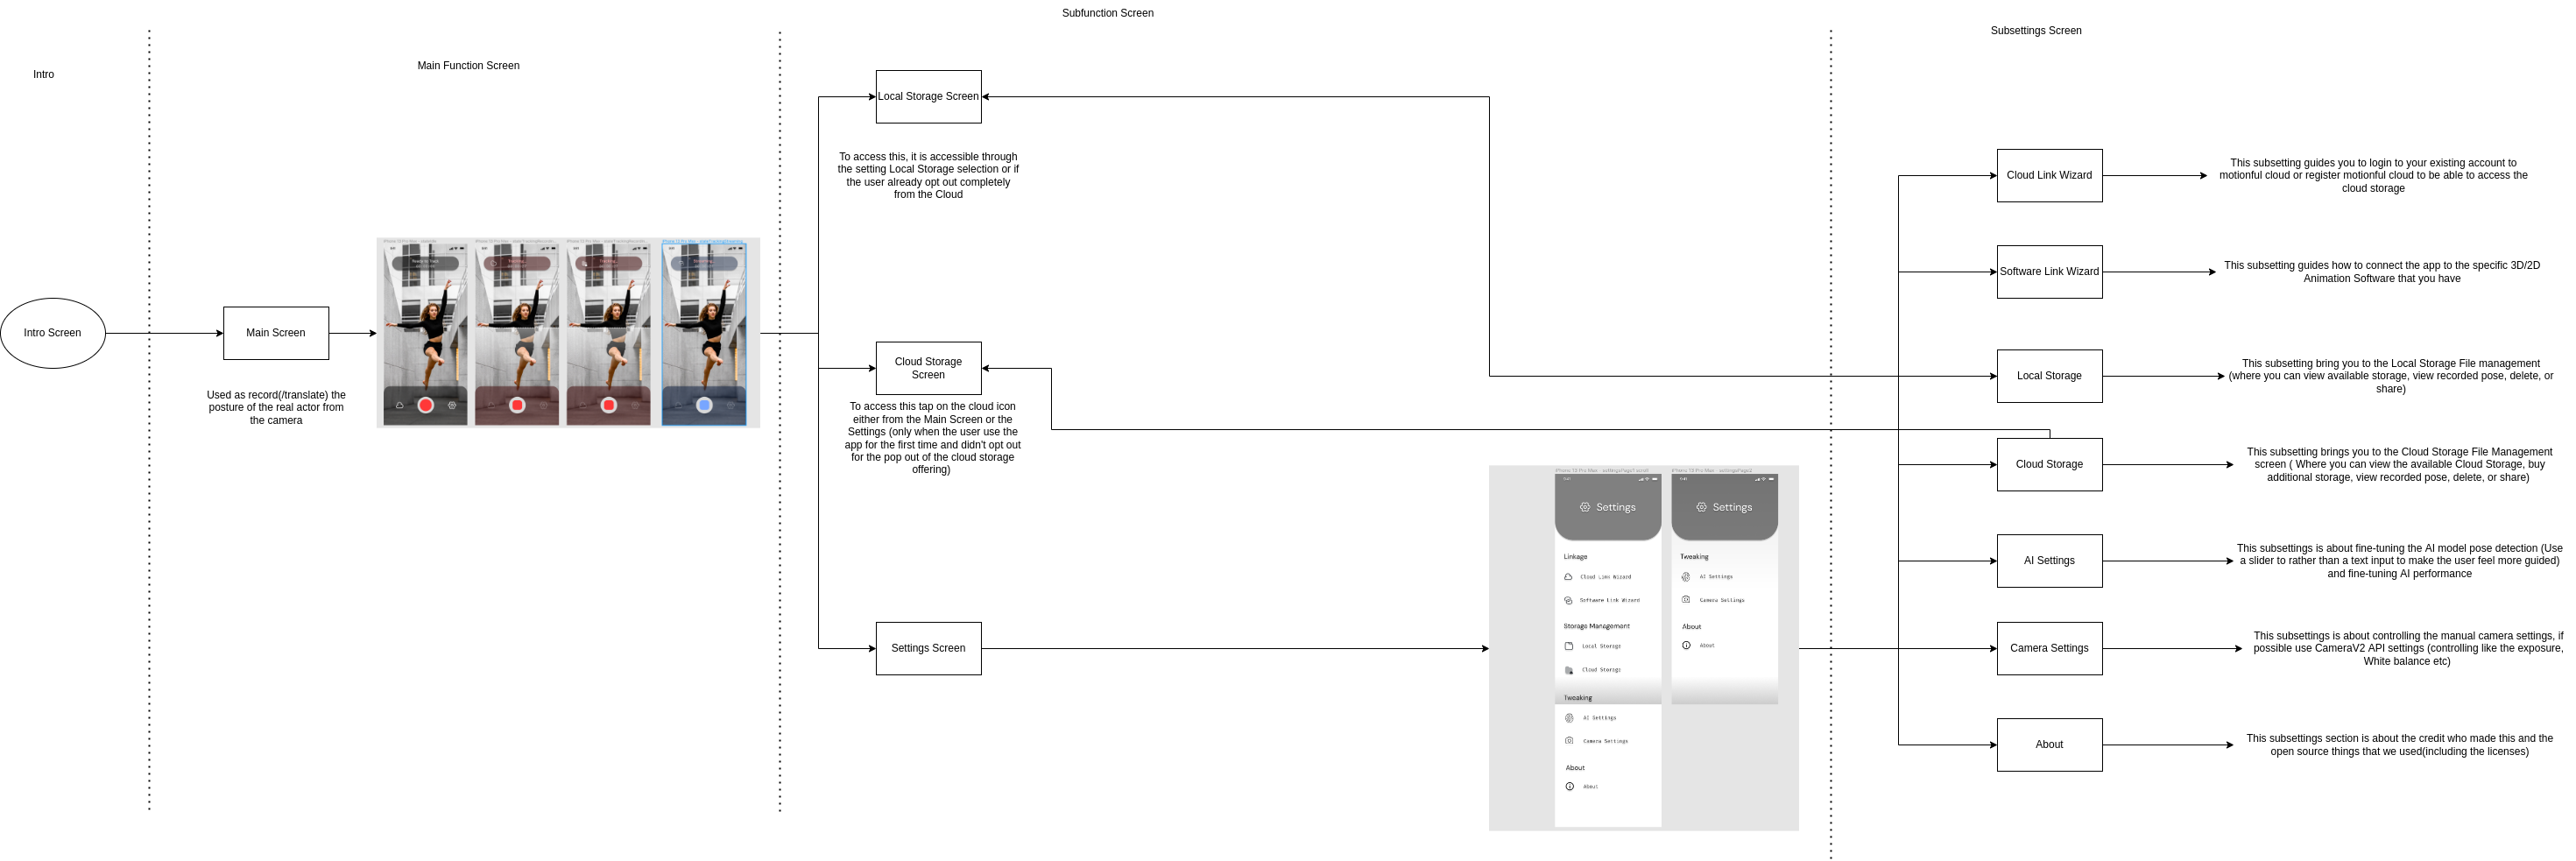 Subfunction Screen
Subsettings Screen
Main Function Screen
Intro
Local Storage Screen
To access this, it is accessible through
the setting Local Storage selection or if
the user already opt out completely
from the Cloud
Intro Screen
Main Screen
Used as record(/translate) the
posture of the real actor from
the camera
Cloud Storage
Screen
To access this tap on the cloud icon
either from the Main Screen or the
Settings (only when the user use the
app for the first time and didn't opt out
for the pop out of the cloud storage
offering)
Settings Screen
Settings
Linkage
Cloud Link Wizard
Software Link Wizard
Storage Management
Local Storage
Cloud Storage
Tweaking
AI Settings
Camera Settings
About
About
Settings
Tweaking
AI Settings
Camera Settings
About
About
Cloud Link Wizard
This subsetting guides you to login to your existing account to
motionful cloud or register motionful cloud to be able to access the
cloud storage
Software Link Wizard
This subsetting guides how to connect the app to the specific 3D/2D
Animation Software that you have
Local Storage
This subsetting bring you to the Local Storage File management
(where you can view available storage, view recorded pose, delete, or
share)
Cloud Storage
This subsetting brings you to the Cloud Storage File Management
screen ( Where you can view the available Cloud Storage, buy
additional storage, view recorded pose, delete, or share)
AI Settings
This subsettings is about fine-tuning the AI model pose detection (Use
a slider to rather than a text input to make the user feel more guided)
and fine-tuning AI performance
Camera Settings
This subsettings is about controlling the manual camera settings, if
possible use CameraV2 API settings (controlling like the exposure,
White balance etc)
About
This subsettings section is about the credit who made this and the
open source things that we used(including the licenses)